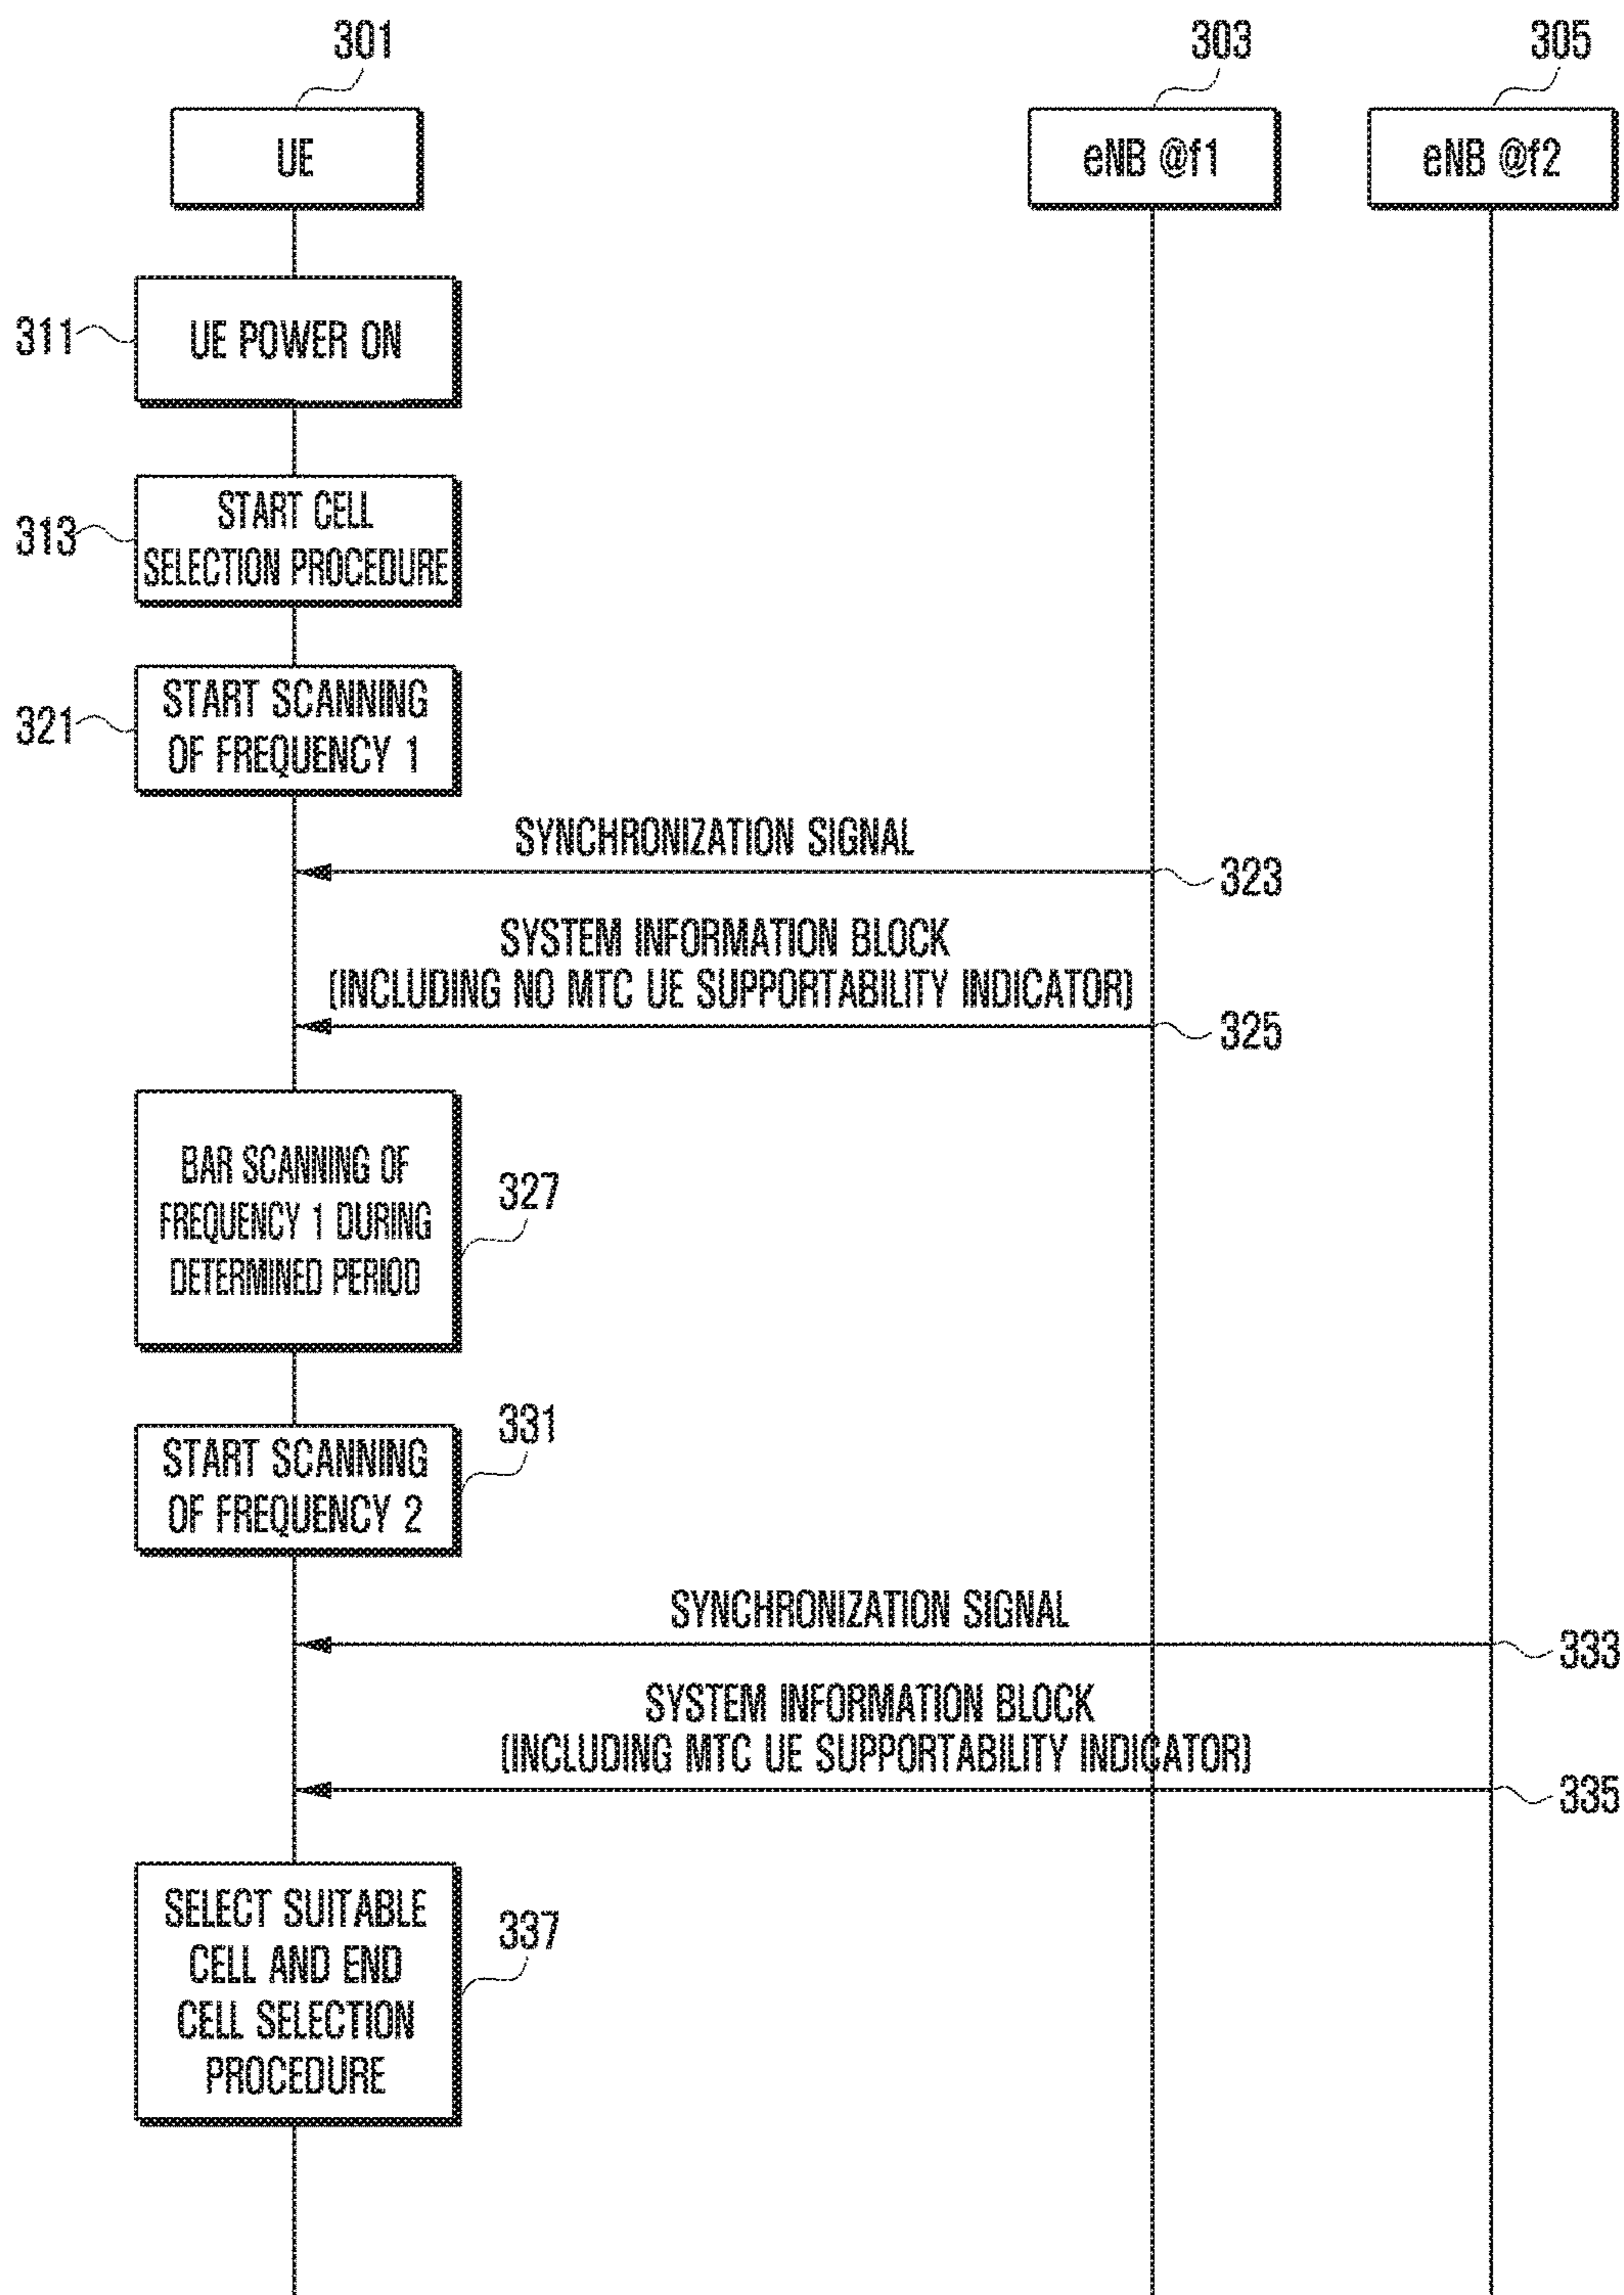 301
303
305
UE
eNB @f1
eNB @f2
311
UE POWER ON
313
START CELL
SELECTION PROCEDURE
321
START SCANNING
OF FREQUENCY 1
SYNCHRONIZATION SIGNAL
323
SYSTEM INFORMATION BLOCK
(INCLUDING NO MTC UE SUPPORTABILITY INDICATOR)
325
BAR SCANNING OF
FREQUENCY 1 DURING
DETERMINED PERIOD
327
331
START SCANNING
OF FREQUENCY 2
SYNCHRONIZATION SIGNAL
333
SYSTEM INFORMATION BLOCK
(INCLUDING MTC UE SUPPORTABILITY INDICATOR)
335
SELECT SUITABLE
CELL AND END
CELL SELECTION
PROCEDURE
337